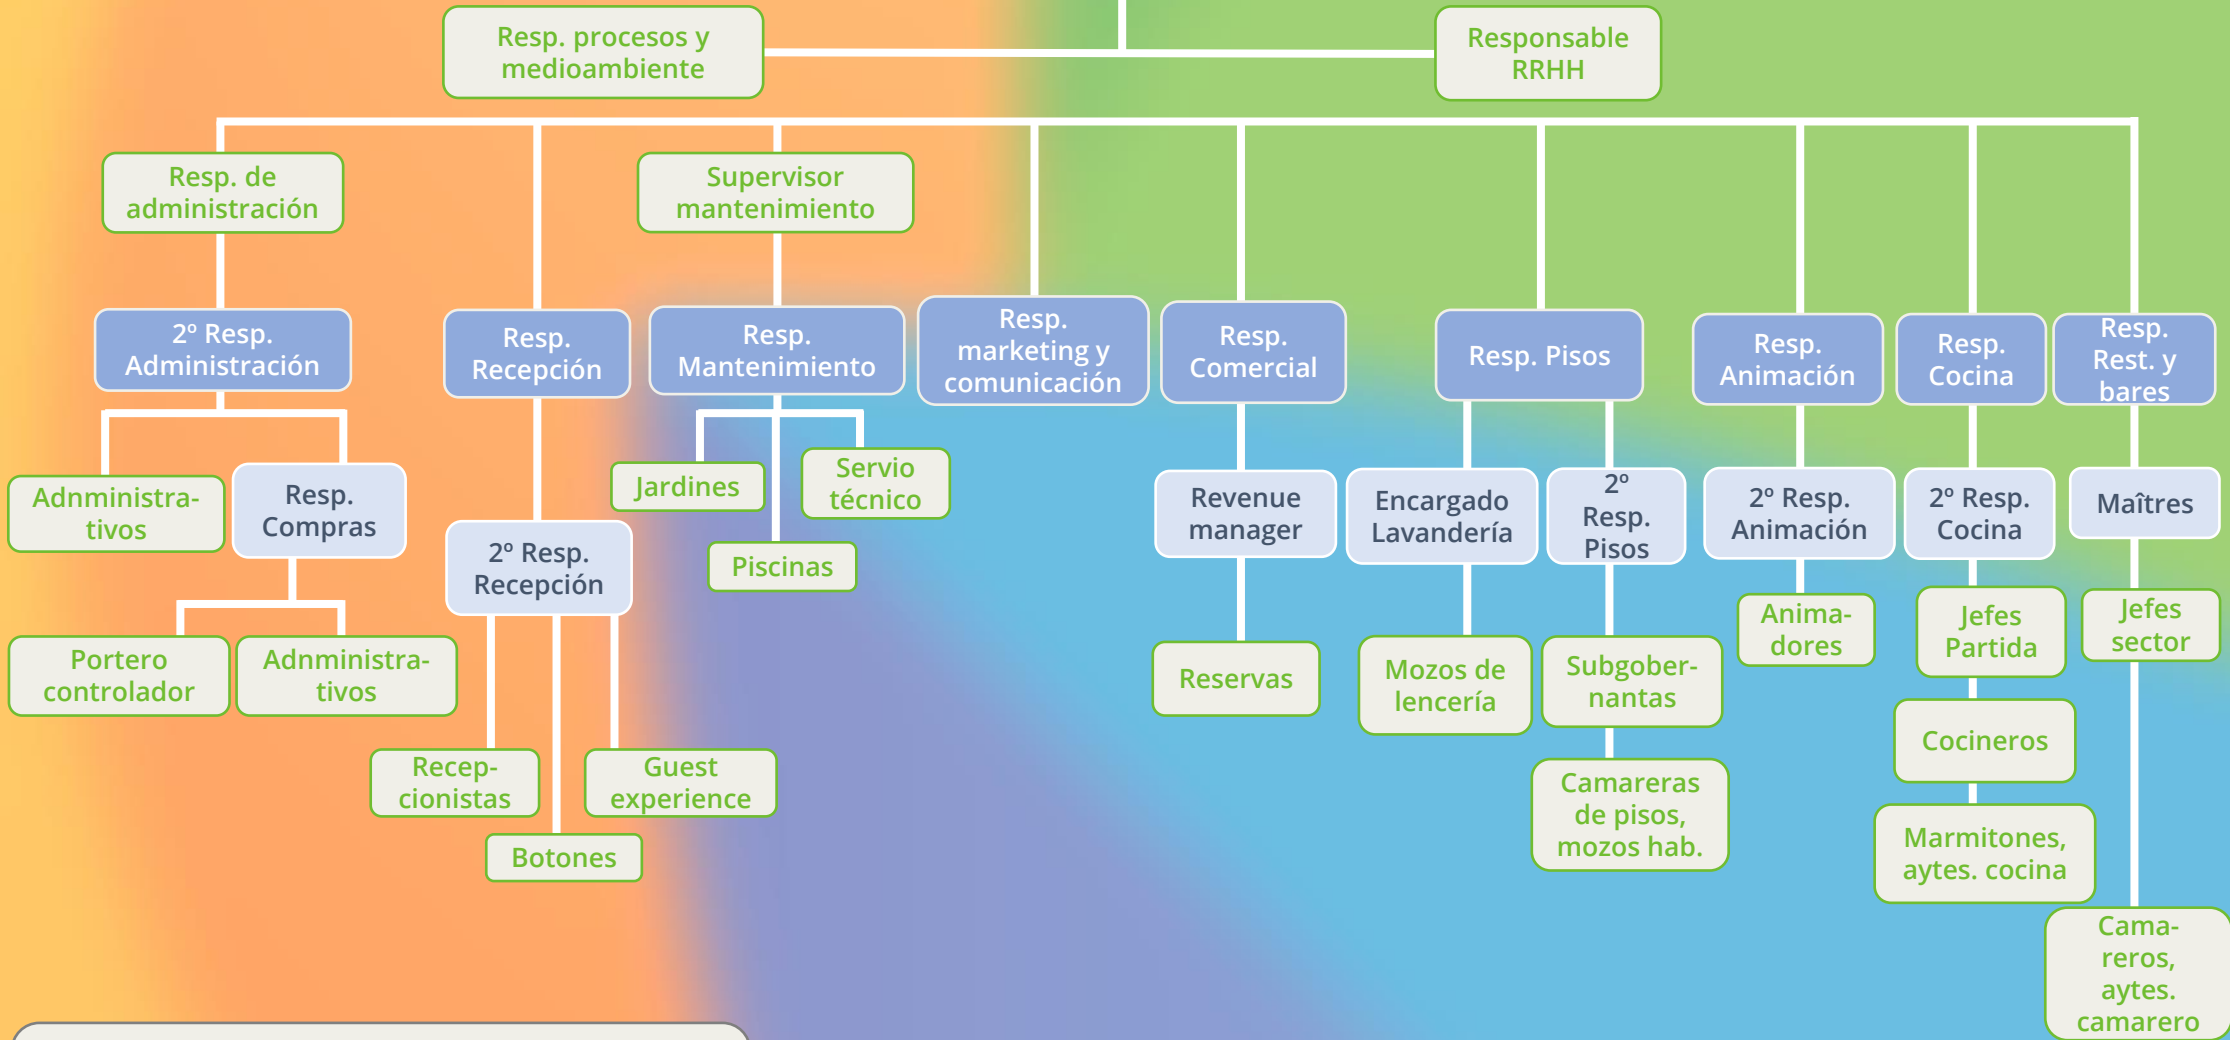 Resp. procesos y
medioambiente
Responsable
RRHH
Resp. de
administración
Supervisor
mantenimiento
2º Resp.
Administración
Resp.
Recepción
Resp.
Mantenimiento
Resp.
marketing y
comunicación
Resp.
Comercial
Resp. Pisos
Resp.
Animación
Resp.
Cocina
Resp.
Rest. y
bares
Adnministra-
tivos
Resp.
Compras
2º Resp.
Recepción
Jardines
Piscinas
Servio
técnico
Revenue
manager
Encargado
Lavandería
2º
Resp.
Pisos
2º Resp.
Animación
2º Resp.
Cocina
Maîtres
Portero
controlador
Adnministra-
tivos
Recep-
cionistas
Botones
Guest
experience
Reservas
Mozos de
lencería
Subgober-
nantas
Camareras
de pisos,
mozos hab.
Anima-
dores
Jefes
Partida
Cocineros
Marmitones,
aytes. cocina
Jefes
sector
Cama-
reros,
aytes.
camarero